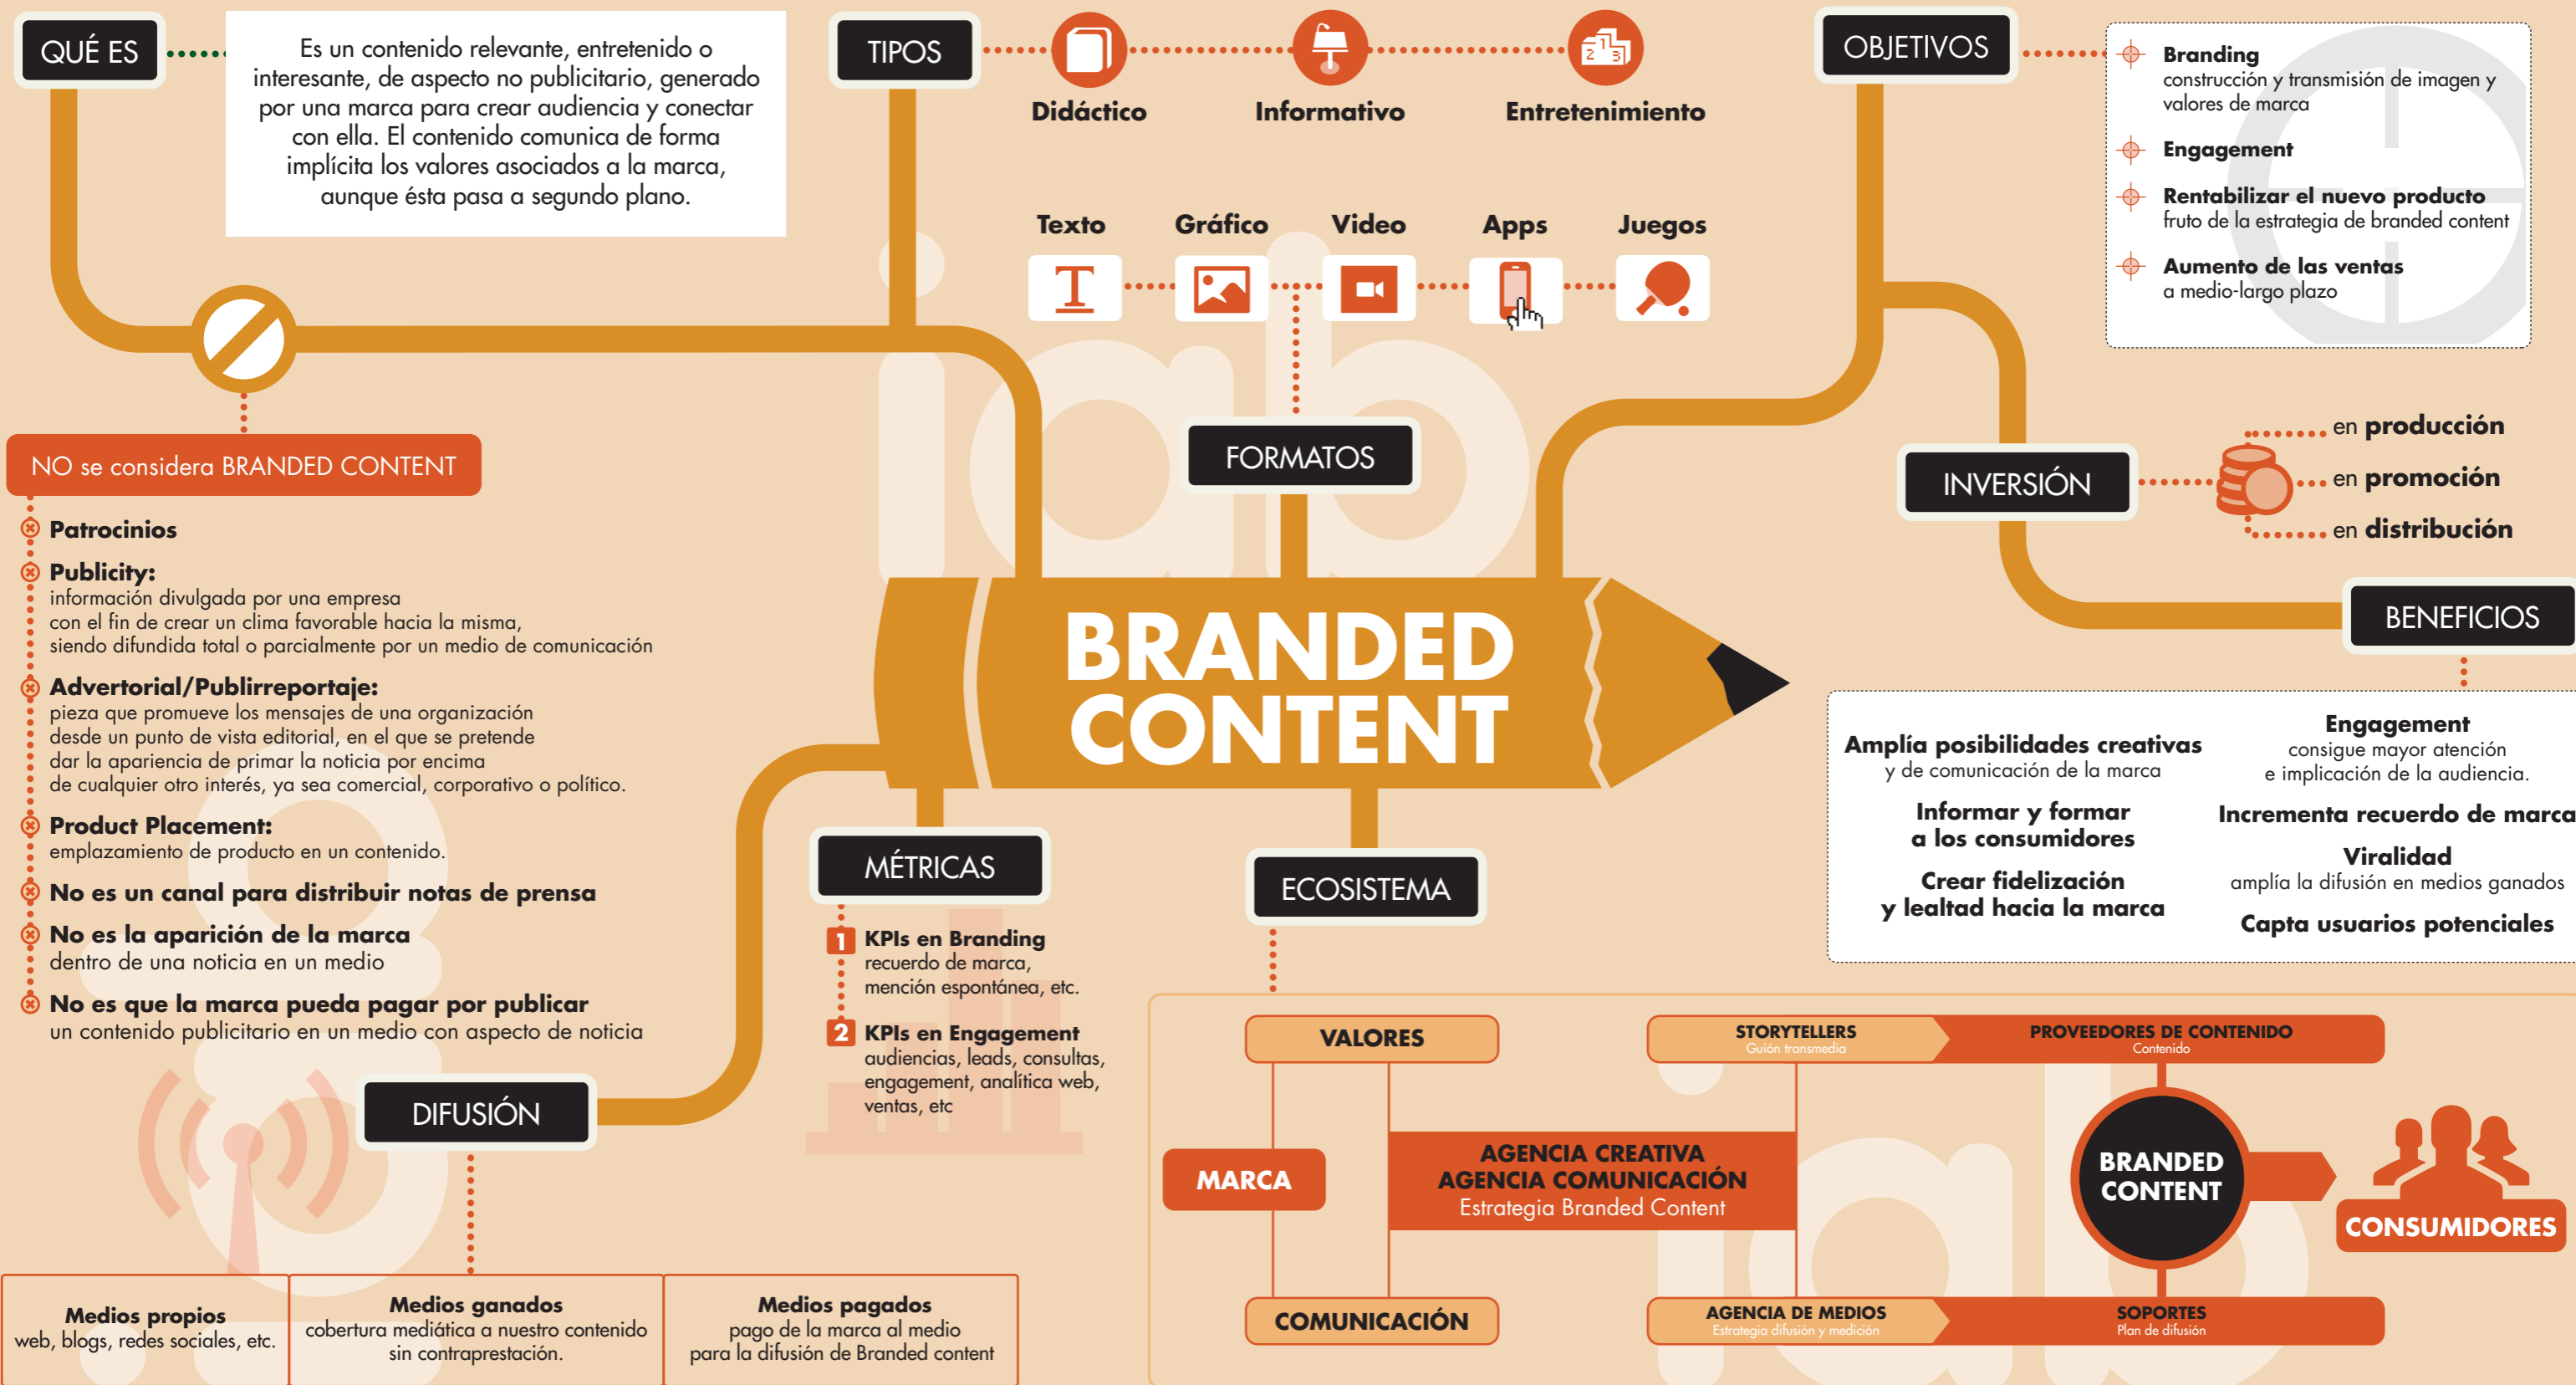 QUÉ ES
Es un contenido relevante, entretenido o
interesante, de aspecto no publicitario, generado
por una marca para crear audiencia y conectar
con ella. El contenido comunica de forma
implícita los valores asociados a la marca,
aunque ésta pasa a segundo plano.
TIPOS
Didáctico
Informativo
1
2
3
Entretenimiento
OBJETIVOS
Branding
construcción y transmisión de imagen y
valores de marca
Engagement
Rentabilizar el nuevo producto
fruto de la estrategia de branded content
Aumento de las ventas
a medio-largo plazo
Texto
Gráfico
Video
Apps
Juegos
T
FORMATOS
INVERSIÓN
en producción
en promoción
en distribución
NO se considera BRANDED CONTENT
Patrocinios
Publicity:
información divulgada por una empresa
con el fin de crear un clima favorable hacia la misma,
siendo difundida total o parcialmente por un medio de comunicación
Advertorial/Publirreportaje:
pieza que promueve los mensajes de una organización
desde un punto de vista editorial, en el que se pretende
dar la apariencia de primar la noticia por encima
de cualquier otro interés, ya sea comercial, corporativo o político.
Product Placement:
emplazamiento de producto en un contenido.
No es un canal para distribuir notas de prensa
No es la aparición de la marca
dentro de una noticia en un medio
No es que la marca pueda pagar por publicar
un contenido publicitario en un medio con aspecto de noticia
iab
BRANDED
CONTENT
BENEFICIOS
Amplía posibilidades creativas
y de comunicación de la marca
Informar y formar
a los consumidores
Crear fidelización
y lealtad hacia la marca
Engagement
consigue mayor atención
e implicación de la audiencia.
Incrementa recuerdo de marca
Viralidad
amplía la difusión en medios ganados
Capta usuarios potenciales
MÉTRICAS
1 KPIs en Branding
recuerdo de marca,
mención espontánea, etc.
2 KPIs en Engagement
audiencias, leads, consultas,
engagement, analítica web,
ventas, etc
DIFUSIÓN
Medios propios
web, blogs, redes sociales, etc.
Medios ganados
cobertura mediática a nuestro contenido
sin contraprestación.
Medios pagados
pago de la marca al medio
para la difusión de Branded content
ECOSISTEMA
VALORES
MARCA
COMUNICACIÓN
AGENCIA CREATIVA
AGENCIA COMUNICACIÓN
Estrategia Branded Content
STORYTELLERS
Guión transmedia
PROVEEDORES DE CONTENIDO
Contenido
BRANDED
CONTENT
CONSUMIDORES
AGENCIA DE MEDIOS
Estrategia difusión y medición
SOPORTES
Plan de difusión
iab